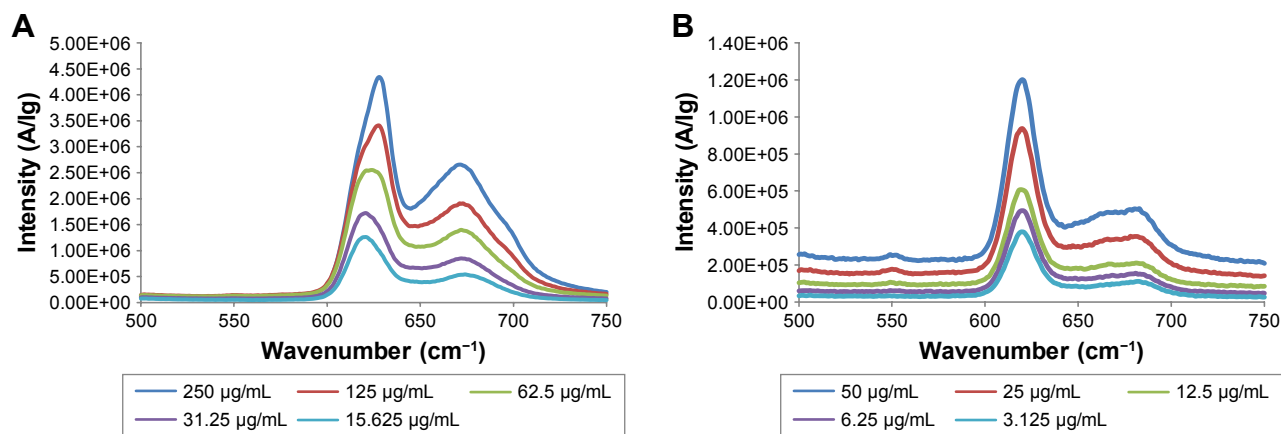 A
5.00E+06
4.50E+06
4.00E+06
3.50E+06
3.00E+06
2.50E+06
2.00E+06
1.50E+06
1.00E+06
5.00E+05
0.00E+00
Intensity (A/Ig)
500 550 600 650 700 750
Wavenumber (cm⁻¹)
250 µg/mL 125 µg/mL 62.5 µg/mL
31.25 µg/mL 15.625 µg/mL
B
1.40E+06
1.20E+06
1.00E+06
8.00E+05
6.00E+05
4.00E+05
2.00E+05
0.00E+00
Intensity (A/Ig)
500 550 600 650 700 750
Wavenumber (cm⁻¹)
50 µg/mL 25 µg/mL 12.5 µg/mL
6.25 µg/mL 3.125 µg/mL